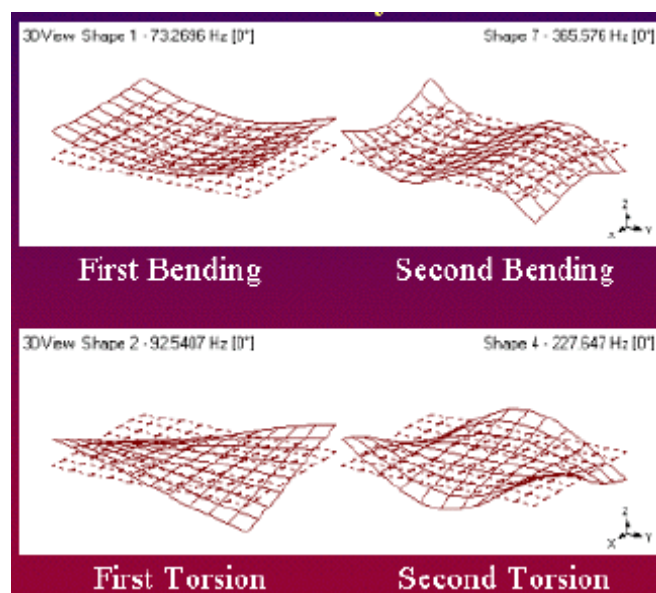 3DView Shape 1 - 73.2696 Hz [0°]
Shape 7 - 365.576 Hz [0°]
Z
X
Y
First Bending
Second Bending
3DView Shape 2 - 92.5407 Hz [0°]
Shape 4 - 227.647 Hz [0°]
Z
X
Y
First Torsion
Second Torsion